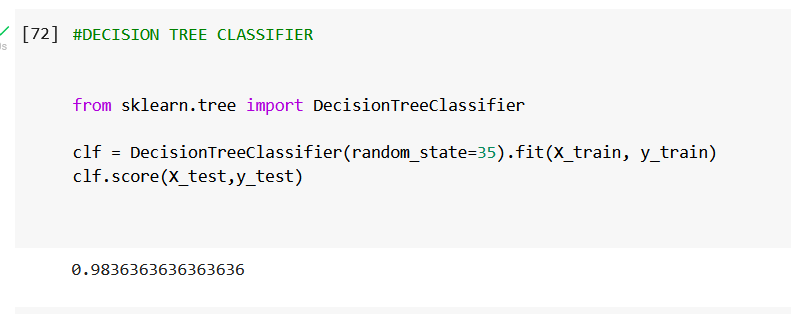 [72] #DECISION TREE CLASSIFIER
from sklearn.tree import DecisionTreeClassifier
clf = DecisionTreeClassifier(random_state=35).fit(X_train, y_train)
clf.score(X_test,y_test)
0.9836363636363636